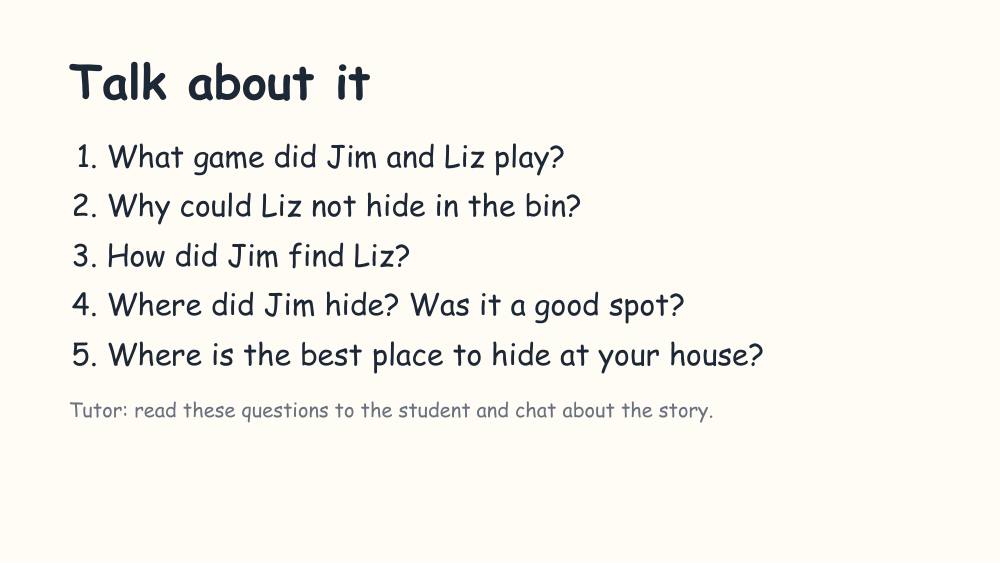 Talk about it
1. What game did Jim and Liz play?
2. Why could Liz not hide in the bin?
3. How did Jim find Liz?
4. Where did Jim hide? Was it a good spot?
5. Where is the best place to hide at your house?
Tutor: read these questions to the student and chat about the story.